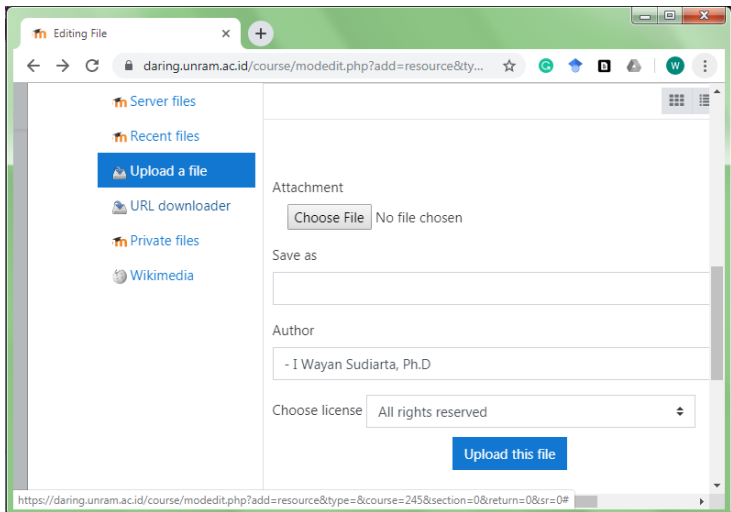 Editing File
daring.unram.ac.id/course/modedit.php?add=resource&ty...
W
Server files
Recent files
Upload a file
URL downloader
Private files
Wikimedia
Attachment
Choose File No file chosen
Save as
Author
- I Wayan Sudiarta, Ph.D
Choose license All rights reserved
Upload this file
https://daring.unram.ac.id/course/modedit.php?add=resource&type=&course=245&section=0&return=0&sr=0#